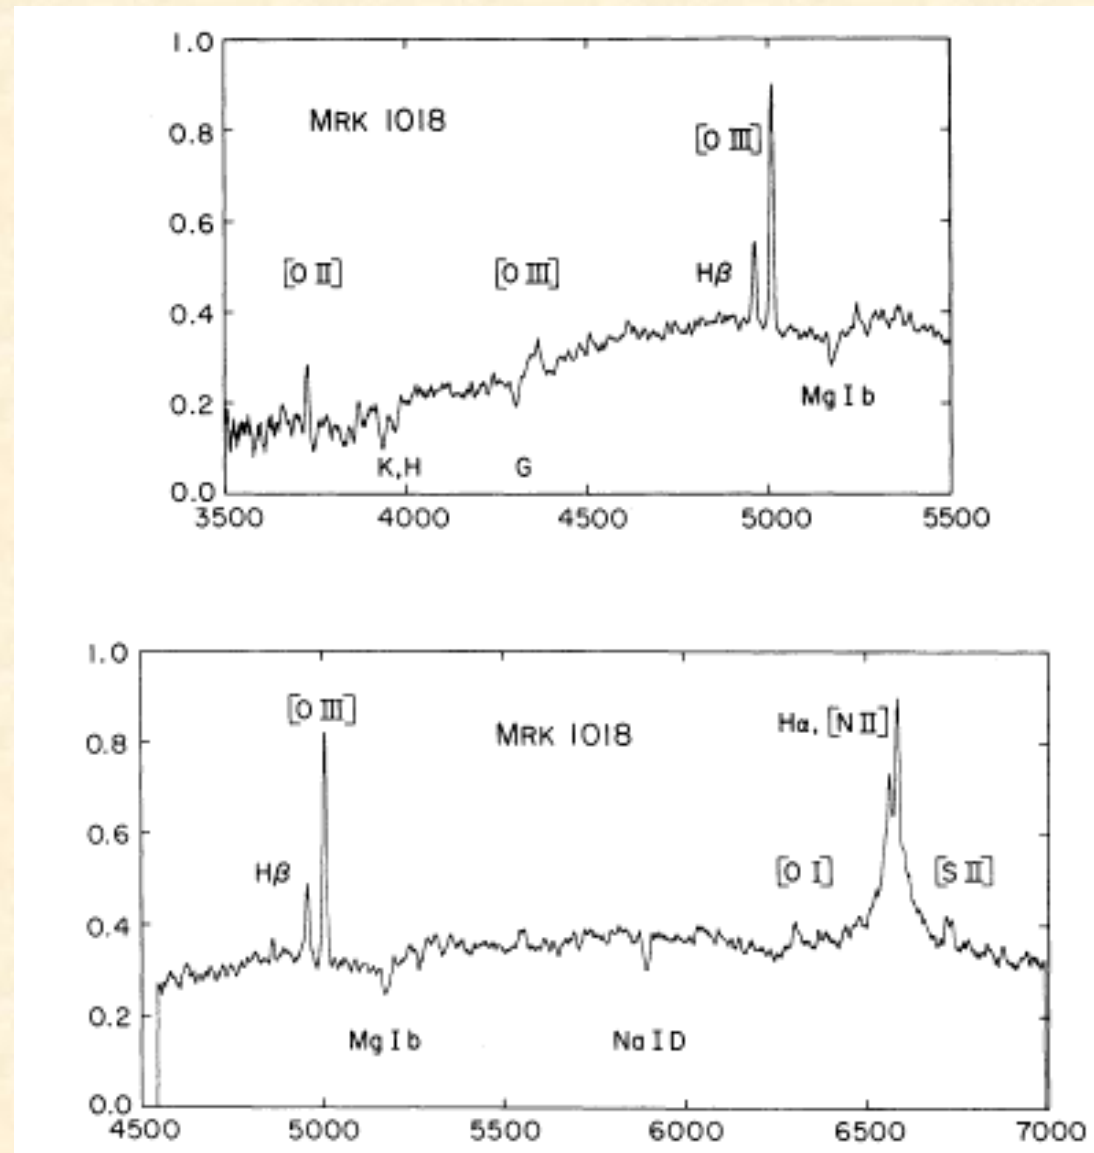 1.0
MRK 1018
[O III]
0.8
0.6
[O II]
[O III]
Hβ
0.4
Mg I b
0.2
K,H
G
0.0
3500 4000 4500 5000 5500
1.0
[O III]
MRK 1018
Hα, [N II]
0.8
0.6
Hβ
[O I]
[S II]
0.4
0.2
Mg I b
Na I D
0.0
4500 5000 5500 6000 6500 7000